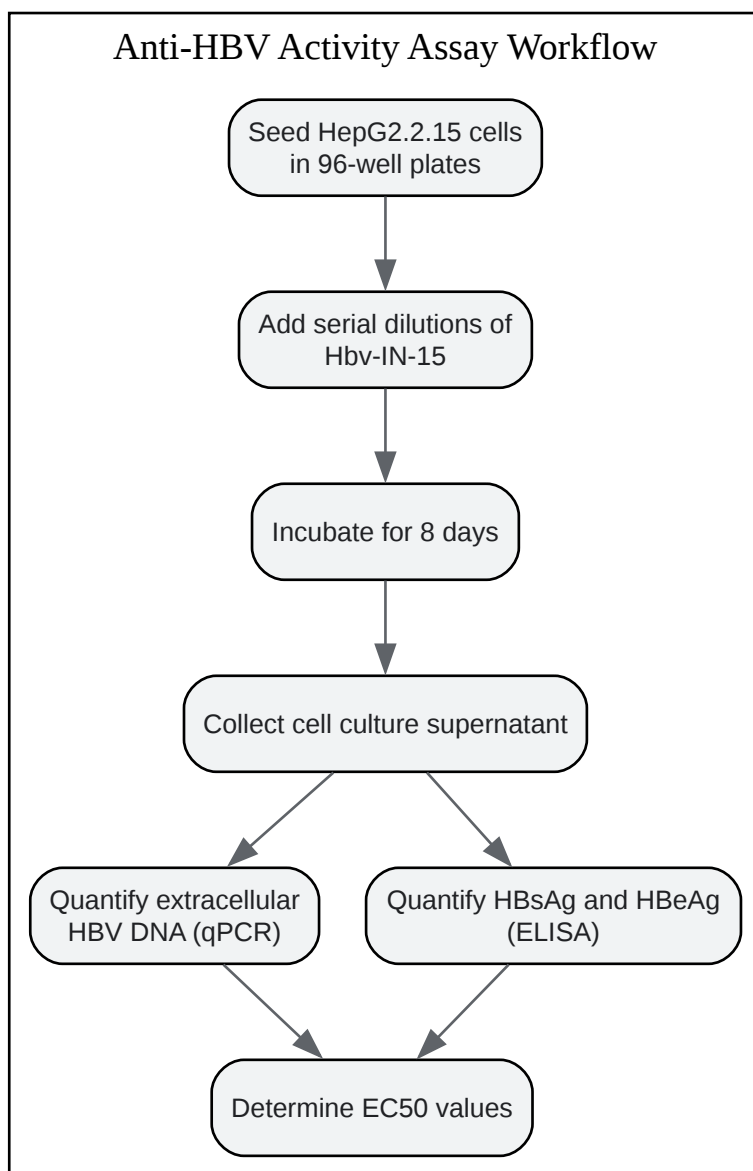 Anti-HBV Activity Assay Workflow
Seed HepG2.2.15 cells
in 96-well plates
Add serial dilutions of
Hbv-IN-15
Incubate for 8 days
Collect cell culture supernatant
Quantify extracellular
HBV DNA (qPCR)
Quantify HBsAg and HBeAg
(ELISA)
Determine EC50 values